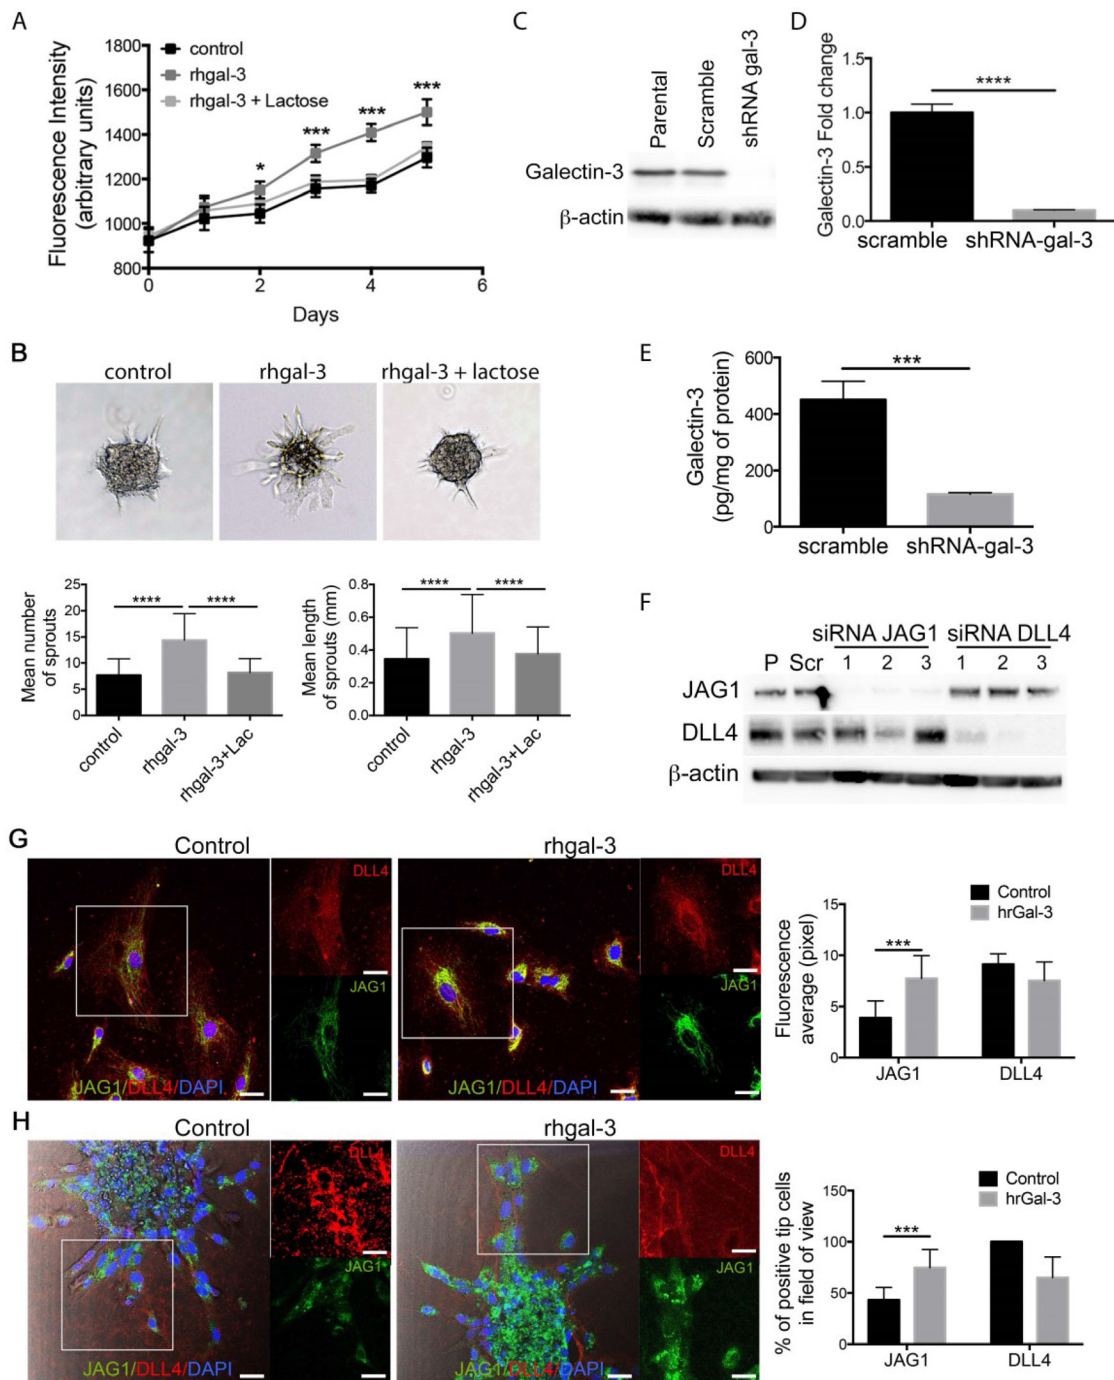 A
Fluorescence Intensity
(arbitrary units)
1800
1600
1400
1200
1000
800
control
rhgal-3
rhgal-3 + Lactose
*
***
***
***
0
2
4
6
Days
B
control
rhgal-3
rhgal-3 + lactose
Mean number
of sprouts
25
20
15
10
5
0
****
****
control
rhgal-3
rhgal-3+Lac
Mean length
of sprouts (mm)
0.8
0.6
0.4
0.2
0.0
****
****
control
rhgal-3
rhgal-3+Lac
C
Parental
Scramble
shRNA gal-3
Galectin-3
β-actin
D
Galectin-3 Fold change
1.5
1.0
0.5
0.0
****
scramble
shRNA-gal-3
E
Galectin-3
(pg/mg of protein)
600
400
200
0
***
scramble
shRNA-gal-3
F
siRNA JAG1 siRNA DLL4
P Scr 1 2 3 1 2 3
JAG1
DLL4
β-actin
G
Control
DLL4
JAG1
JAG1/DLL4/DAPI
rhgal-3
DLL4
JAG1
JAG1/DLL4/DAPI
Fluorescence
average (pixel)
15
10
5
0
Control
hrGal-3
***
JAG1
DLL4
H
Control
DLL4
JAG1
JAG1/DLL4/DAPI
rhgal-3
DLL4
JAG1
JAG1/DLL4/DAPI
% of positive tip cells
in field of view
150
100
50
0
Control
hrGal-3
***
JAG1
DLL4